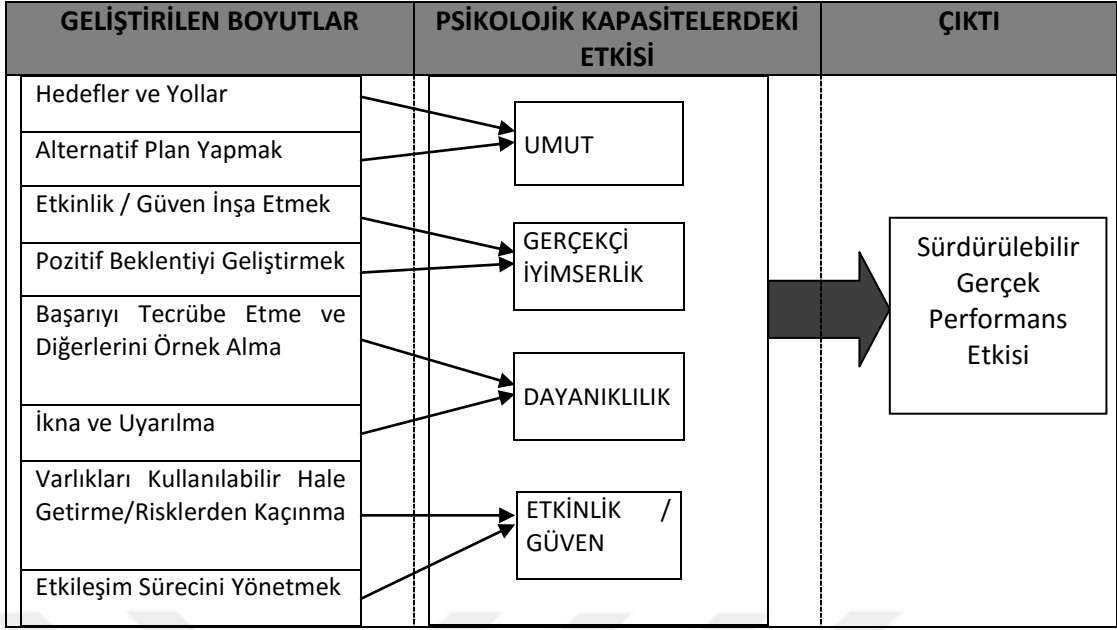 GELİŞTİRİLEN BOYUTLAR
PSİKOLOJİK KAPASİTELERDEKİ
ETKİSİ
ÇIKTI
Hedefler ve Yollar
Alternatif Plan Yapmak
Etkinlik / Güven İnşa Etmek
Pozitif Beklentiyi Geliştirmek
Başarıyı Tecrübe Etme ve
Diğerlerini Örnek Alma
İkna ve Uyarılma
Varlıkları Kullanılabilir Hale
Getirme/Risklerden Kaçınma
Etkileşim Sürecini Yönetmek
UMUT
GERÇEKÇİ
İYİMSERLİK
DAYANIKLILIK
ETKİNLİK /
GÜVEN
Sürdürülebilir
Gerçek
Performans
Etkisi